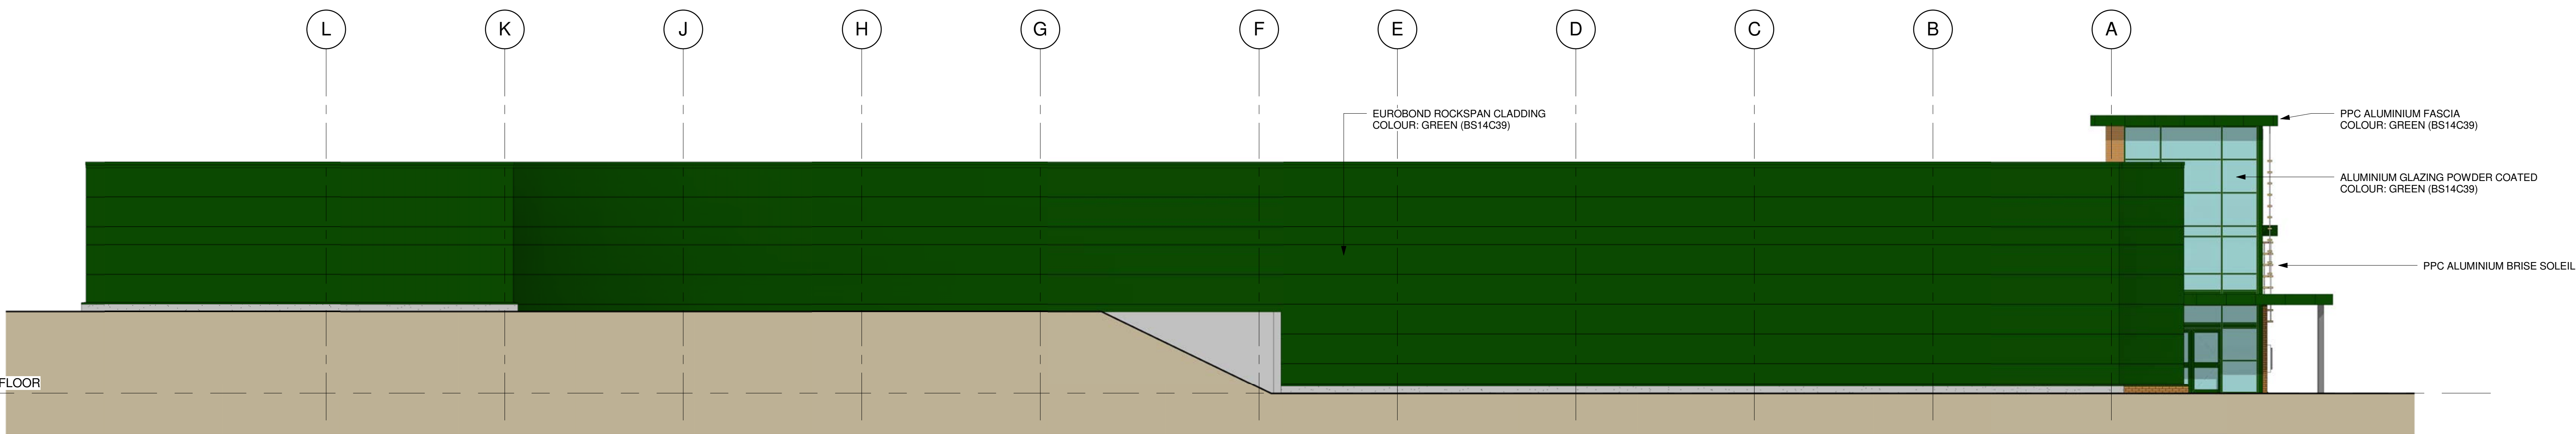 L K J H G F E D C B A
EUROBOND ROCKSPAN CLADDING
COLOUR: GREEN (BS14C39)
PPC ALUMINIUM FASCIA
COLOUR: GREEN (BS14C39)
ALUMINIUM GLAZING POWDER COATED
COLOUR: GREEN (BS14C39)
PPC ALUMINIUM BRISE SOLEIL
FLOOR